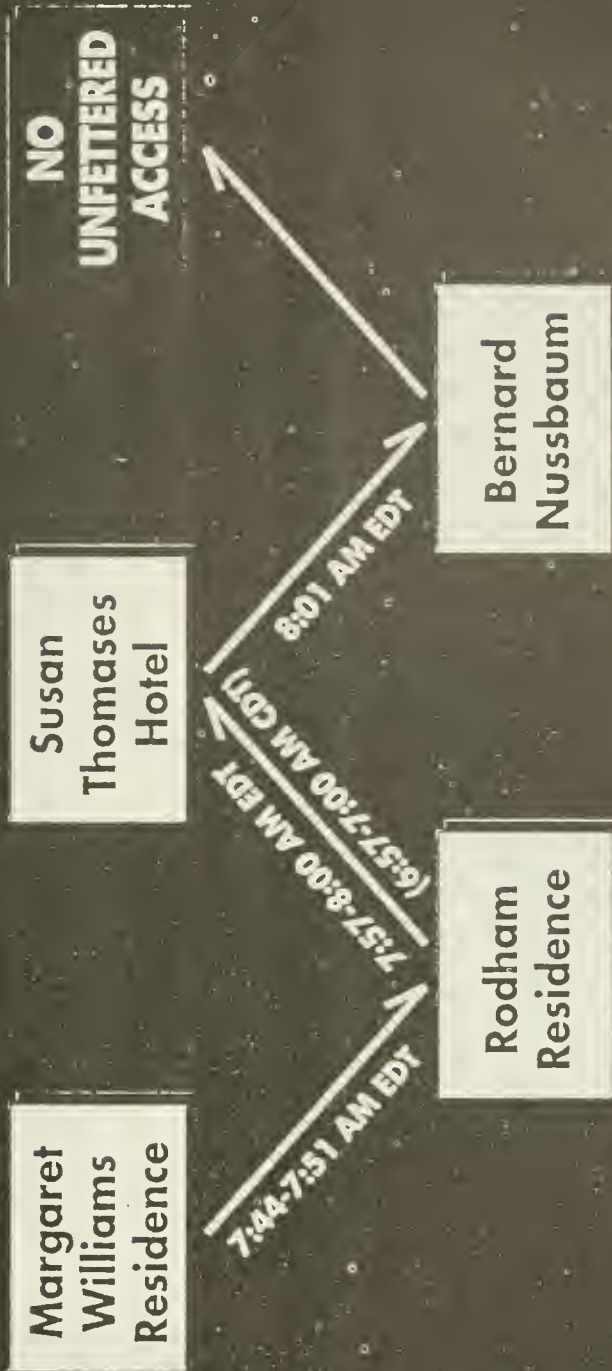 Margaret
Williams
Residence
7:44-7:51 AM EDT
Rodham
Residence
7:57-8:00 AM EDT
(6:57-7:00 AM CDT)
Susan
Thomases
Hotel
8:01 AM EDT
Bernard
Nussbaum
NO
UNFETTERED
ACCESS